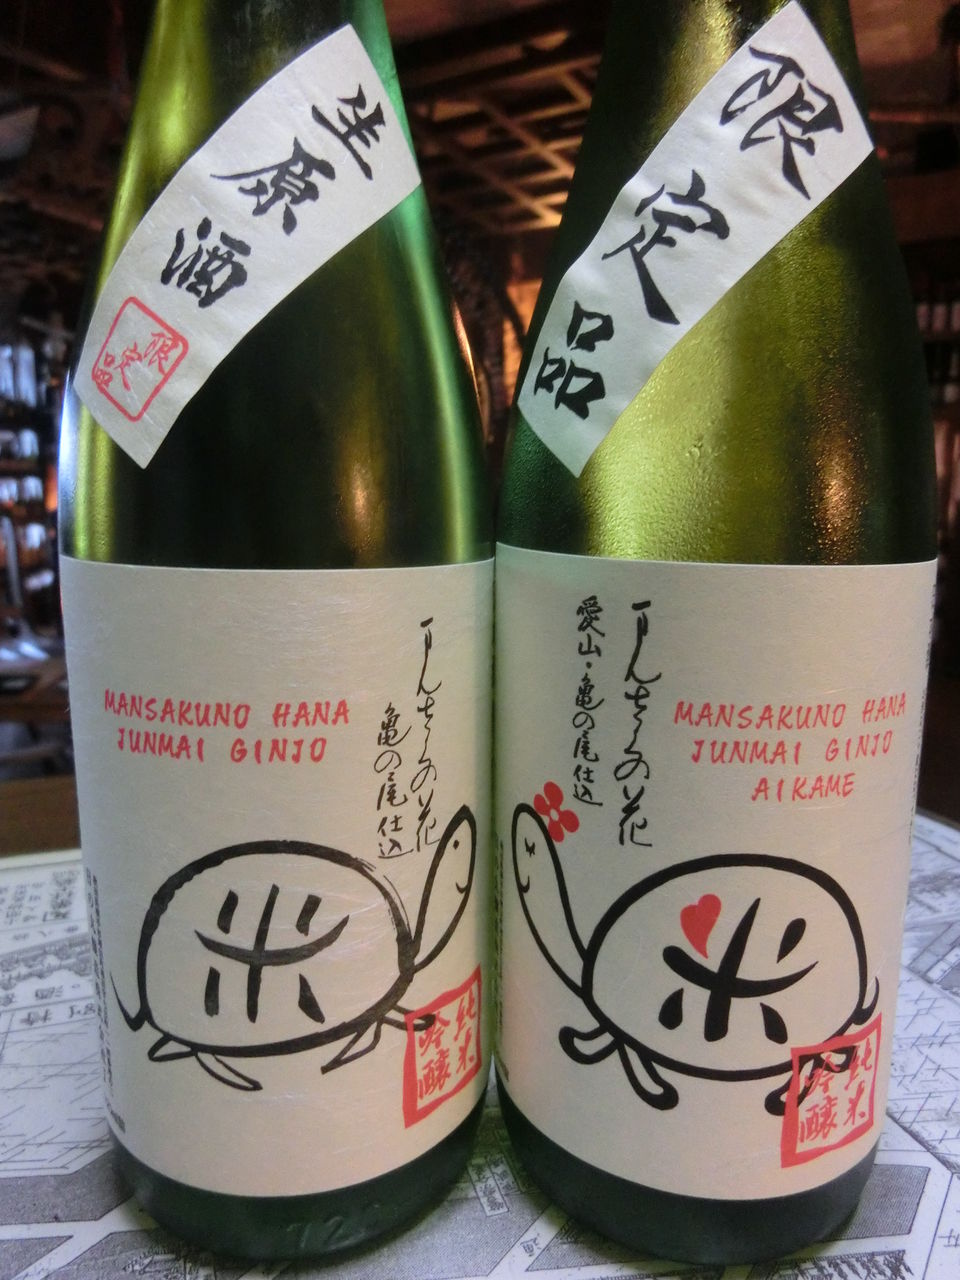 生原酒
限定品
MANSAKUNO HANA
JUNMAI GINJO
まんさくの花
亀の尾仕込
米
純米
吟醸
720
限定品
まんさくの花
愛山・亀の尾仕込
MANSAKUNO HANA
JUNMAI GINJO
AIKAME
米
純米
吟醸